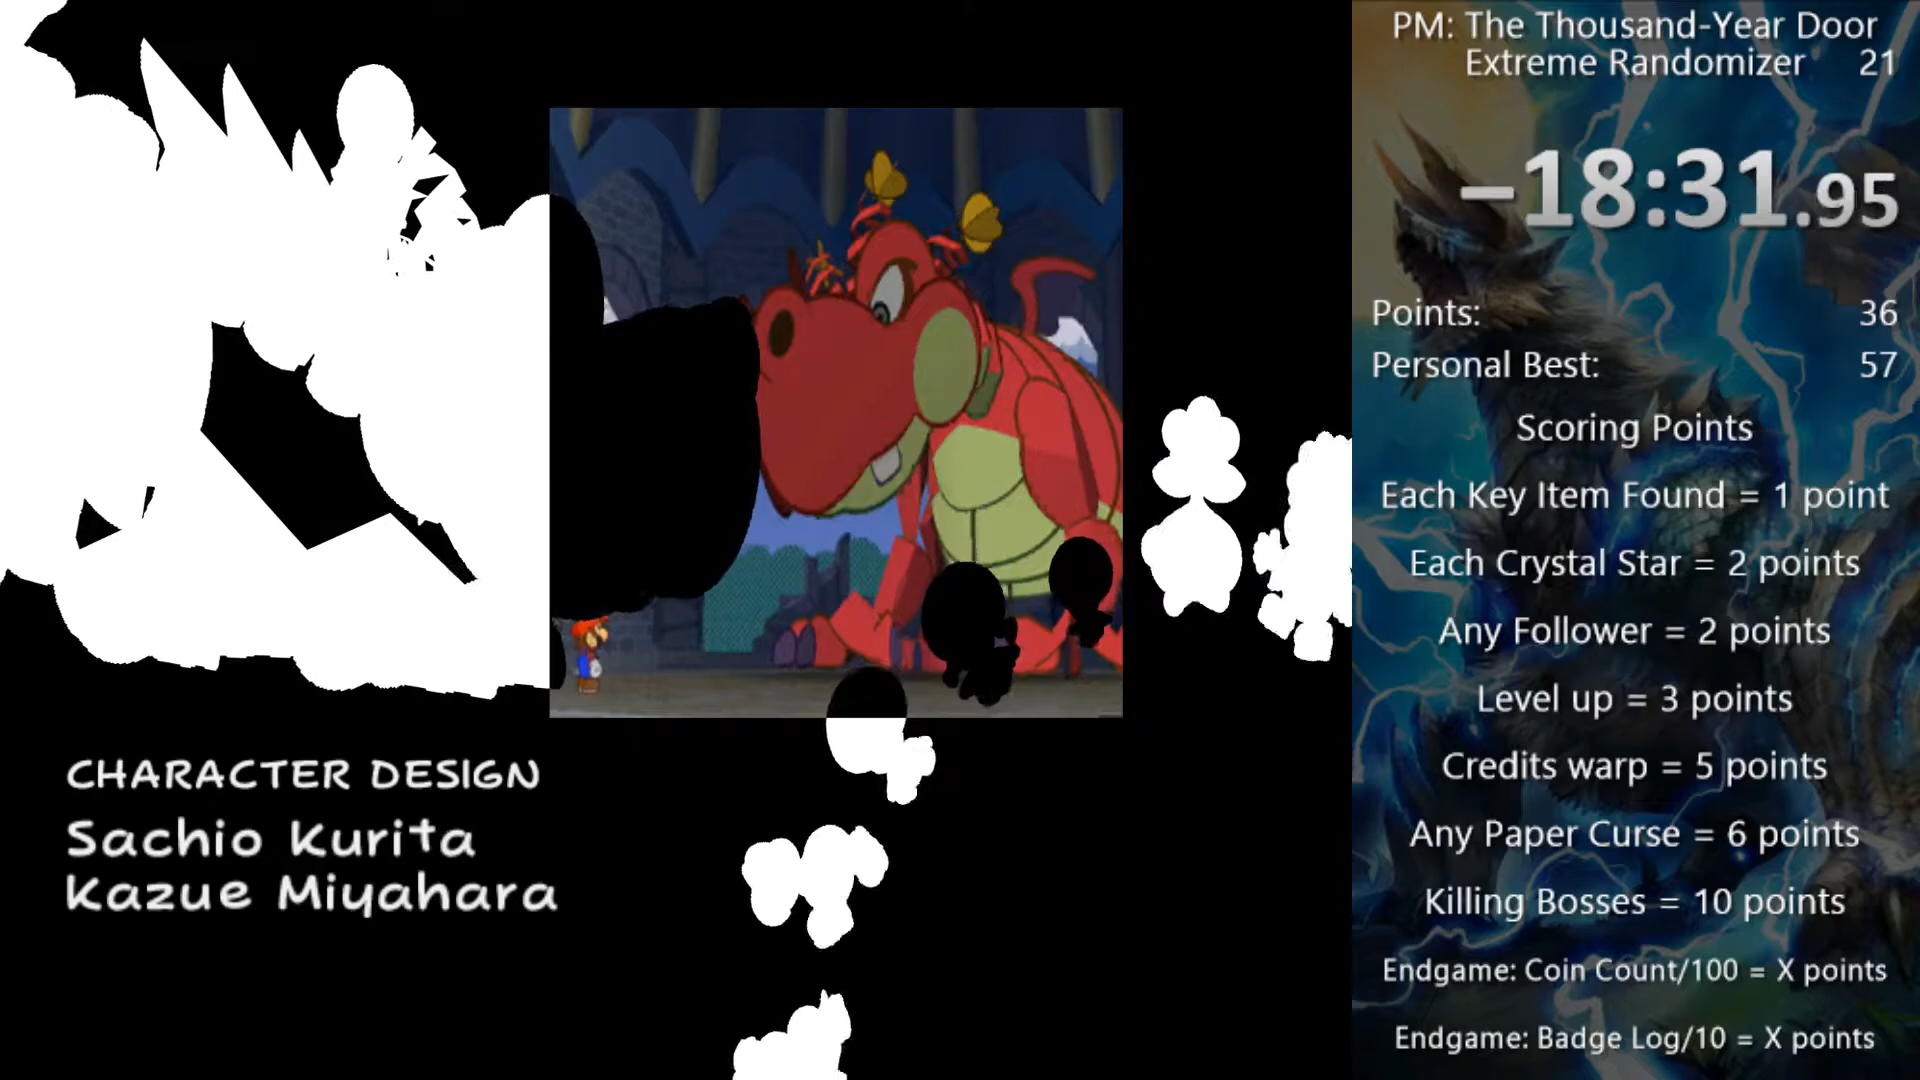 PM: The Thousand-Year Door
Extreme Randomizer 21
−18:31.95
Points: 36
Personal Best: 57
Scoring Points
Each Key Item Found = 1 point
Each Crystal Star = 2 points
Any Follower = 2 points
Level up = 3 points
Credits warp = 5 points
Any Paper Curse = 6 points
Killing Bosses = 10 points
Endgame: Coin Count/100 = X points
Endgame: Badge Log/10 = X points
CHARACTER DESIGN
Sachio Kurita
Kazue Miyahara